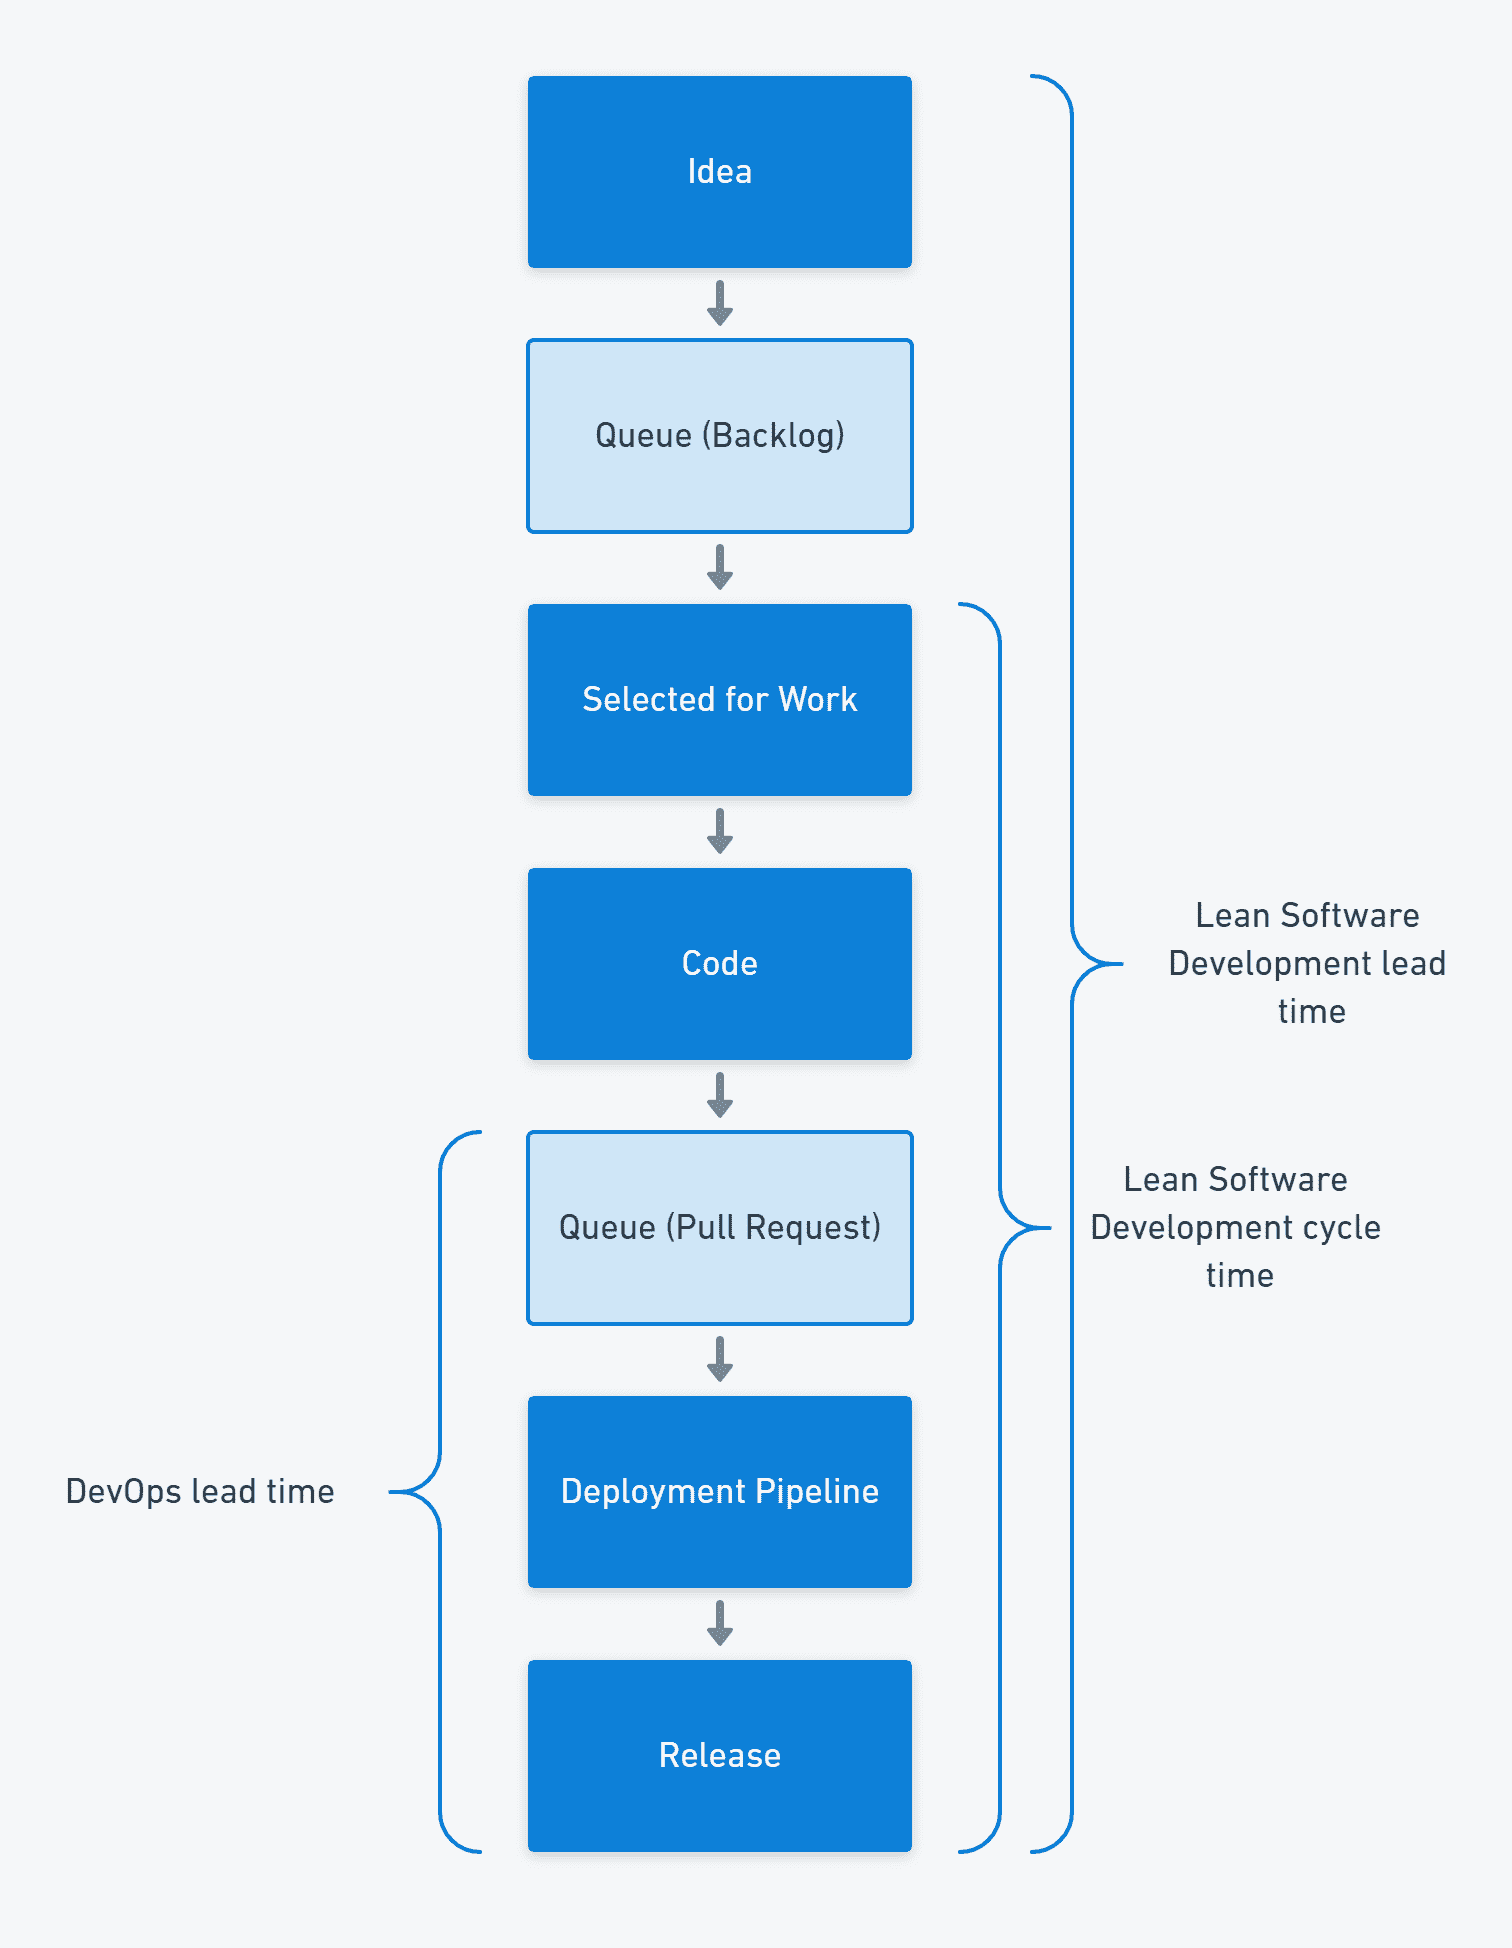 Idea
Queue (Backlog)
Selected for Work
Code
Lean Software
Development lead
time
Queue (Pull Request)
Lean Software
Development cycle
time
DevOps lead time
Deployment Pipeline
Release